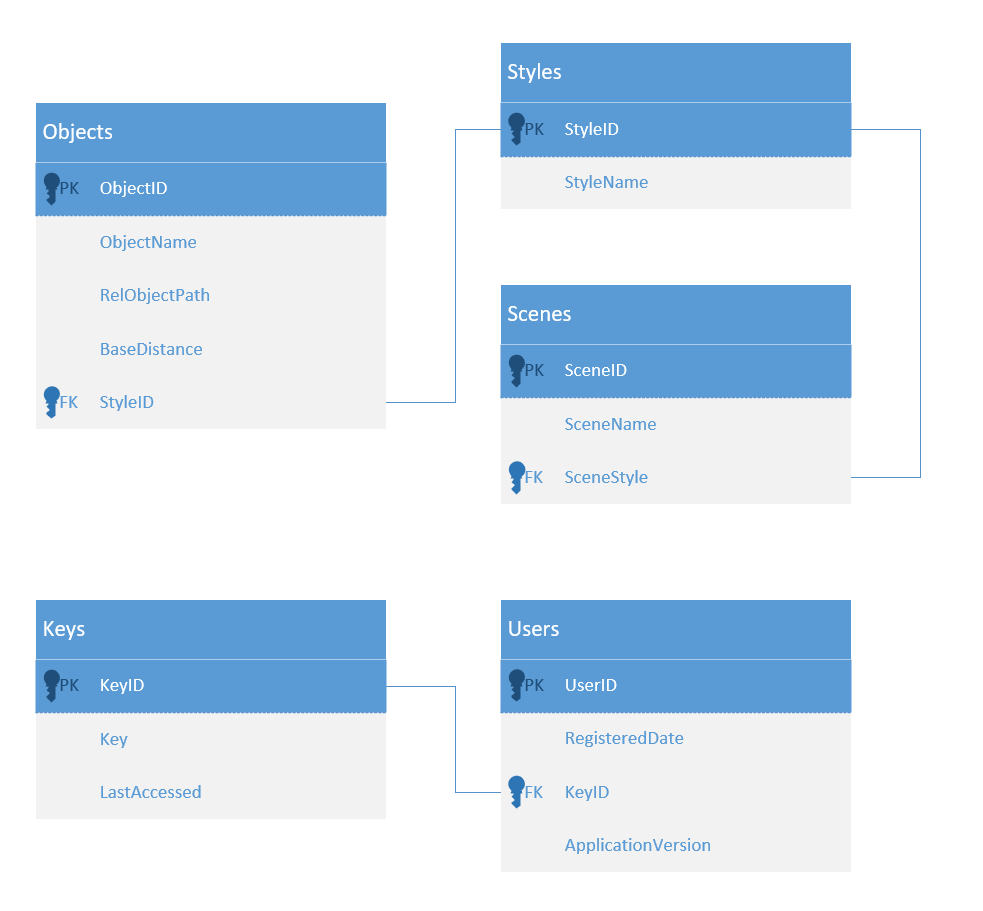 Objects
PK ObjectID
ObjectName
RelObjectPath
BaseDistance
FK StyleID
Styles
PK StyleID
StyleName
Scenes
PK SceneID
SceneName
FK SceneStyle
Keys
PK KeyID
Key
LastAccessed
Users
PK UserID
RegisteredDate
FK KeyID
ApplicationVersion